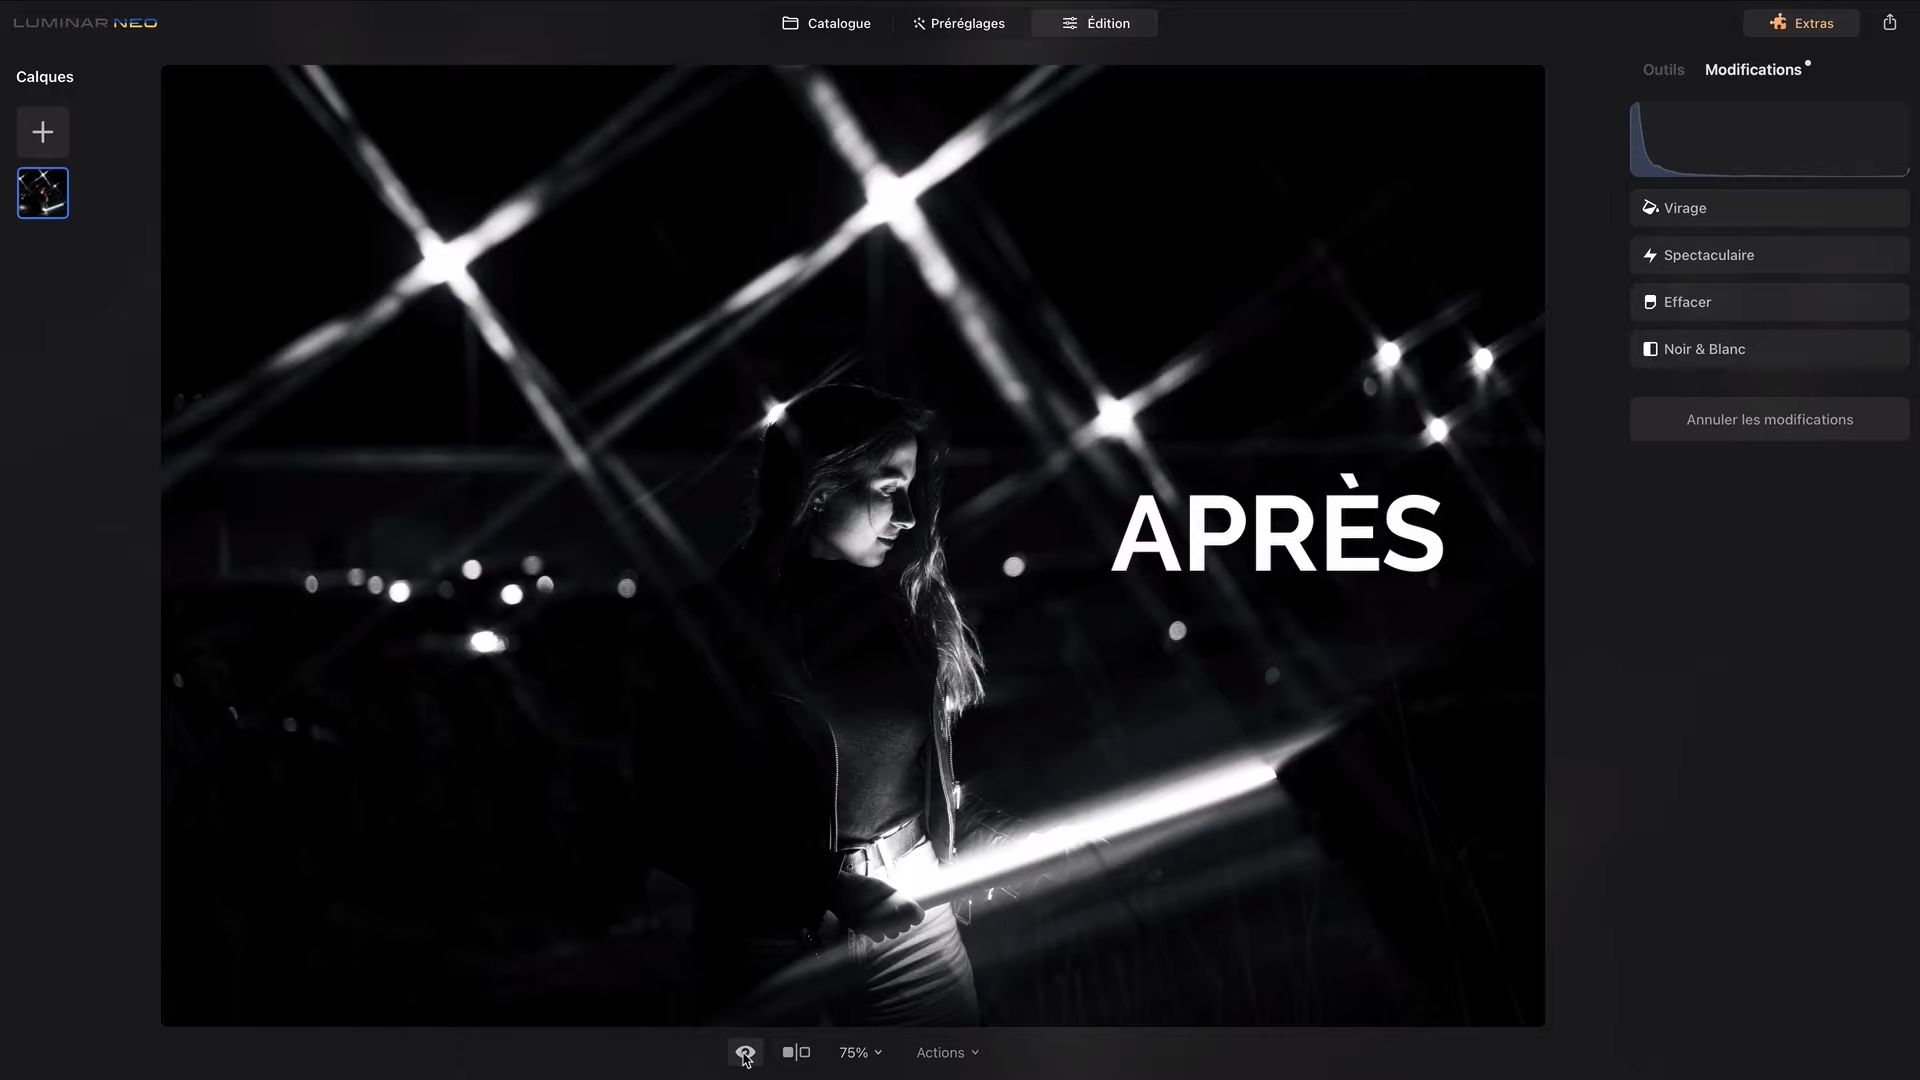 LUMINAR NEO
Catalogue
Préréglages
Édition
Extras
Calques
Outils
Modifications
Virage
Spectaculaire
Effacer
Noir & Blanc
Annuler les modifications
APRÈS
75%
Actions